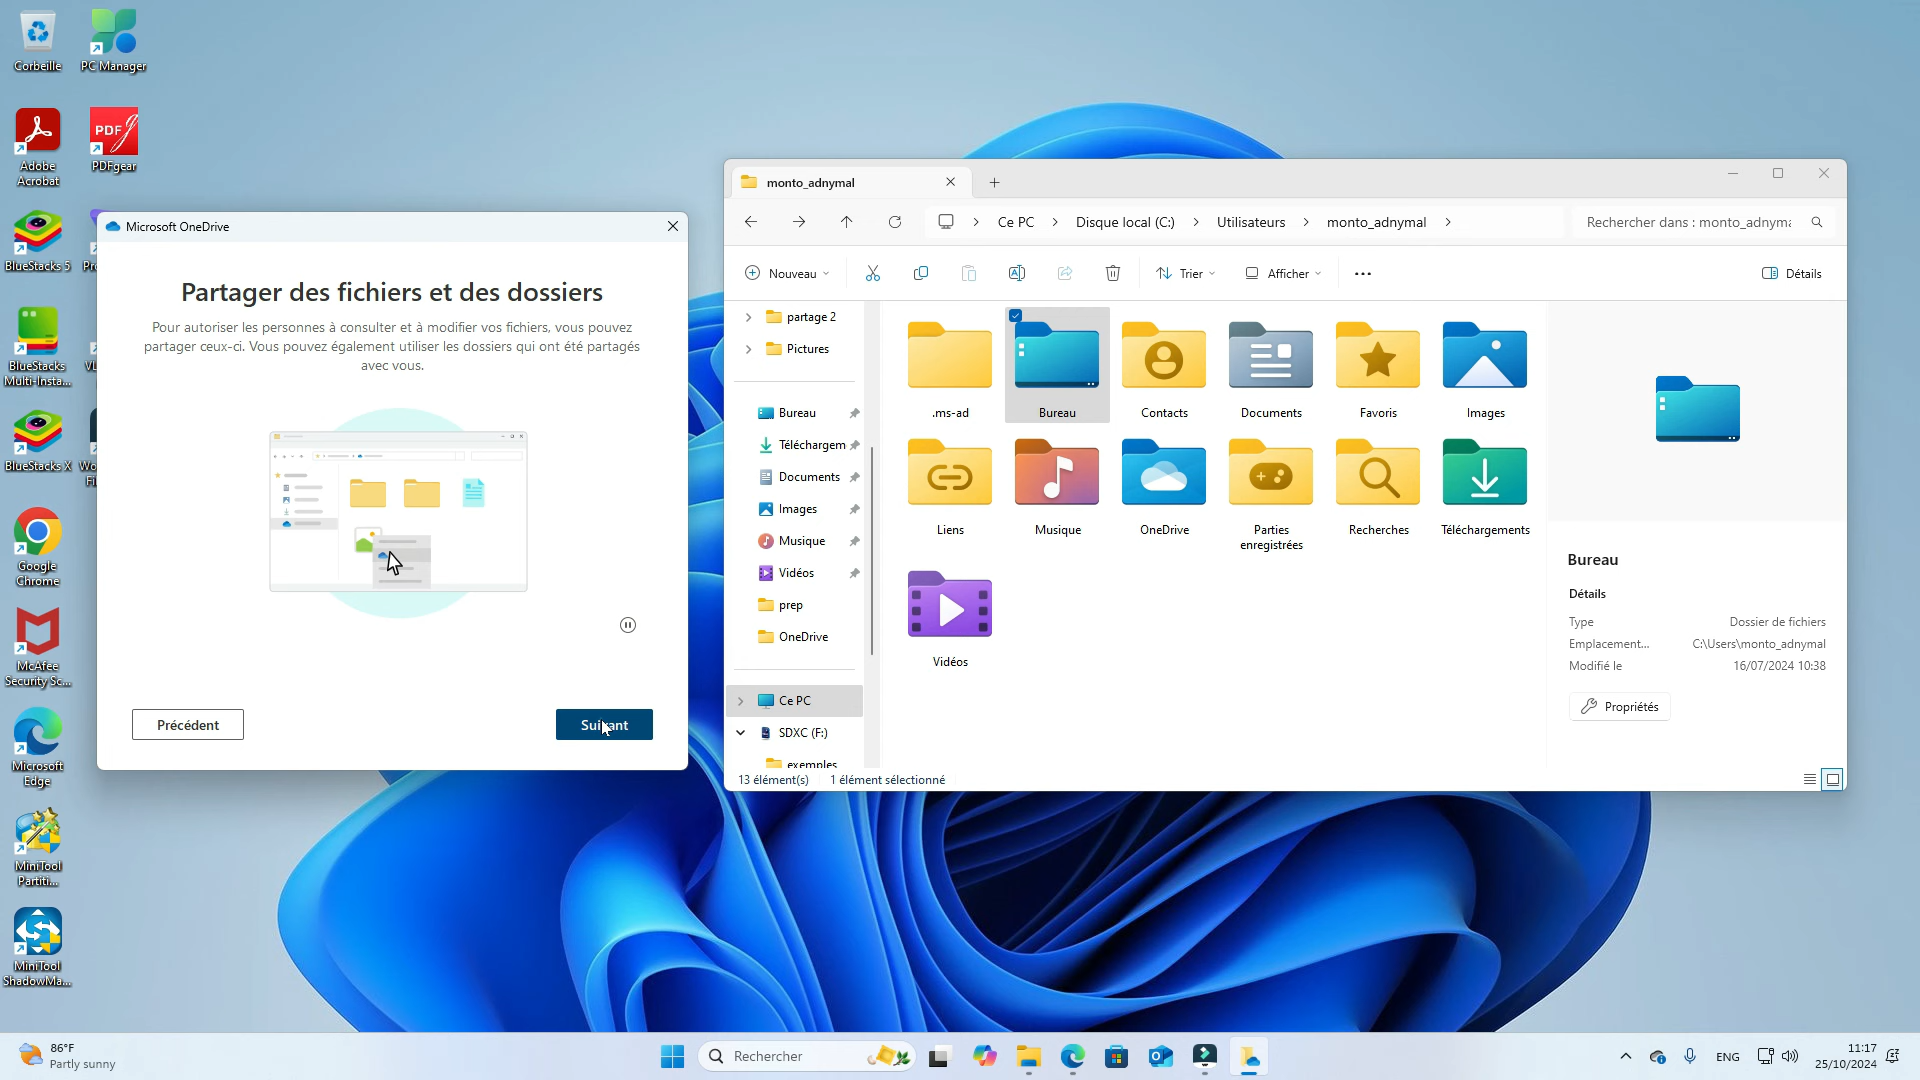 Corbeille
PC Manager
Adobe
Acrobat
PDF
PDFgear
BlueStacks 5
BlueStacks
Multi-Insta...
BlueStacks X
Google
Chrome
McAfee
Security Sc...
Microsoft
Edge
MiniTool
Partiti...
MiniTool
ShadowMa...
Microsoft OneDrive
Partager des fichiers et des dossiers
Pour autoriser les personnes à consulter et à modifier vos fichiers, vous pouvez
partager ceux-ci. Vous pouvez également utiliser les dossiers qui ont été partagés
avec vous.
Précédent
Suivant
monto_adnymal
Ce PC
Disque local (C:)
Utilisateurs
monto_adnymal
Rechercher dans : monto_adnyma
Nouveau
Trier
Afficher
Détails
partage 2
Pictures
Bureau
Téléchargem
Documents
Images
Musique
Vidéos
prep
OneDrive
Ce PC
SDXC (F:)
exemples
.ms-ad
Bureau
Contacts
Documents
Favoris
Images
Liens
Musique
OneDrive
Parties
enregistrées
Recherches
Téléchargements
Vidéos
Bureau
Détails
Type
Dossier de fichiers
Emplacement...
C:\Users\monto_adnymal
Modifié le
16/07/2024 10:38
Propriétés
13 élément(s)
1 élément sélectionné
86°F
Partly sunny
Rechercher
ENG
11:17
25/10/2024